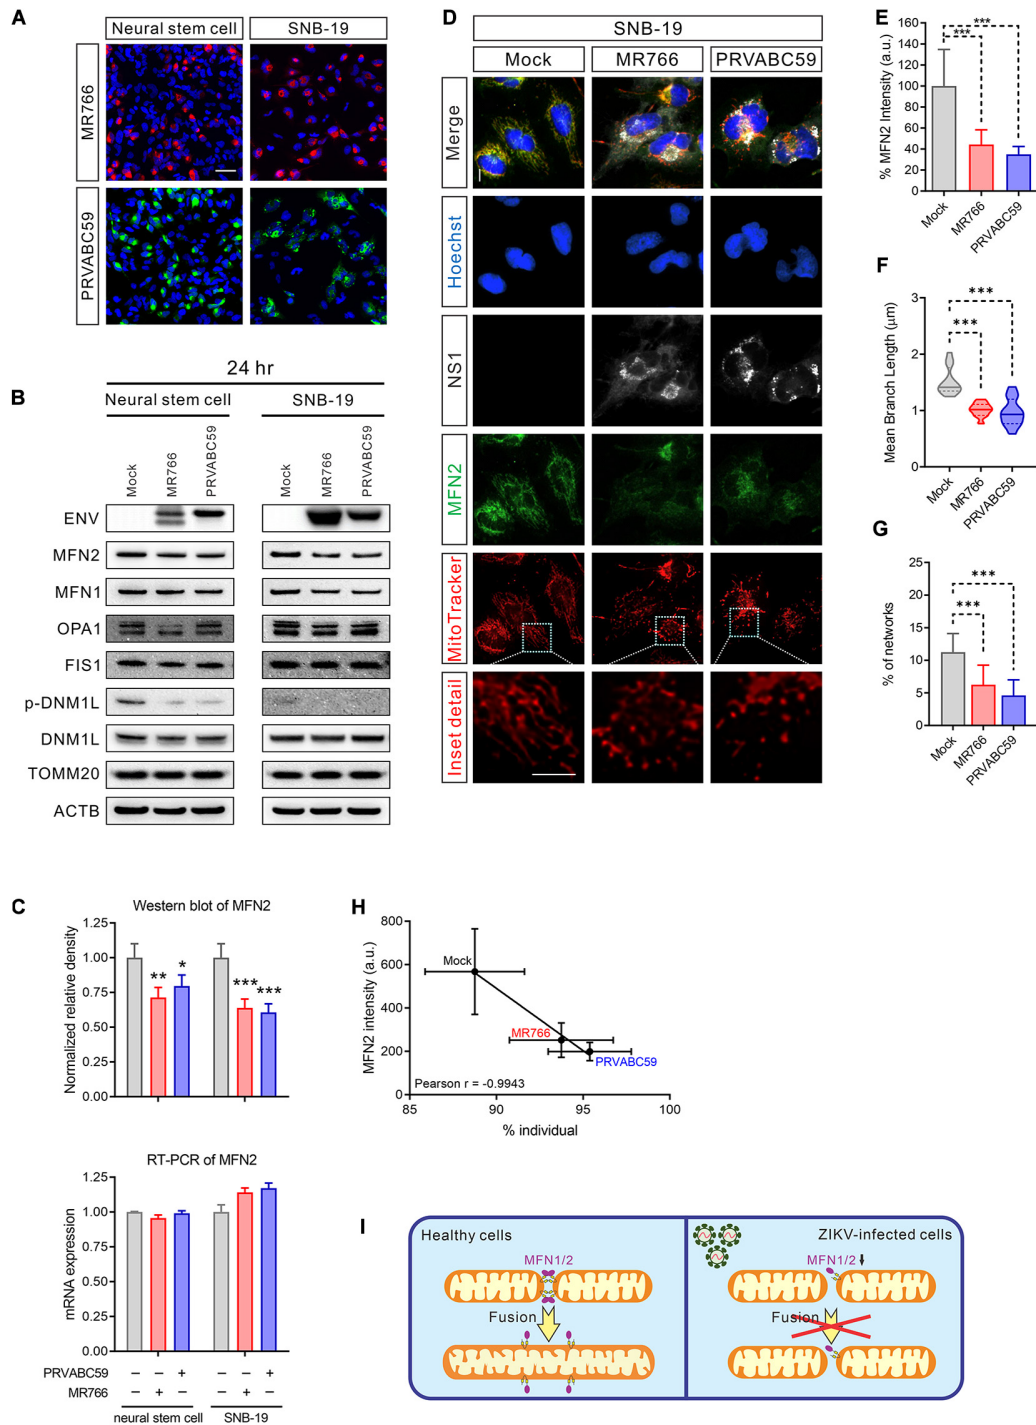 A
Neural stem cell
SNB-19
MR766
PRVABC59
B
24 hr
Neural stem cell
SNB-19
Mock
MR766
PRVABC59
Mock
MR766
PRVABC59
ENV
MFN2
MFN1
OPA1
FIS1
p-DNM1L
DNM1L
TOMM20
ACTB
C
Western blot of MFN2
Normalized relative density
1.25
1.00
0.75
0.50
0.25
0.00
** * *** ***
RT-PCR of MFN2
mRNA expression
1.25
1.00
0.75
0.50
0.25
0.00
PRVABC59 – – + – – +
MR766 – + – – + –
neural stem cell
SNB-19
D
SNB-19
Mock
MR766
PRVABC59
Merge
Hoechst
NS1
MFN2
MitoTracker
Inset detail
E
% MFN2 Intensity (a.u.)
160
140
120
100
80
60
40
20
0
***
***
Mock
MR766
PRVABC59
F
Mean Branch Length (μm)
3
2
1
0
***
***
Mock
MR766
PRVABC59
G
% of networks
25
20
15
10
5
0
***
***
Mock
MR766
PRVABC59
H
MFN2 intensity (a.u.)
800
600
400
200
0
Mock
MR766
PRVABC59
Pearson r = -0.9943
85 90 95 100
% individual
I
Healthy cells
MFN1/2
Fusion
ZIKV-infected cells
MFN1/2
Fusion